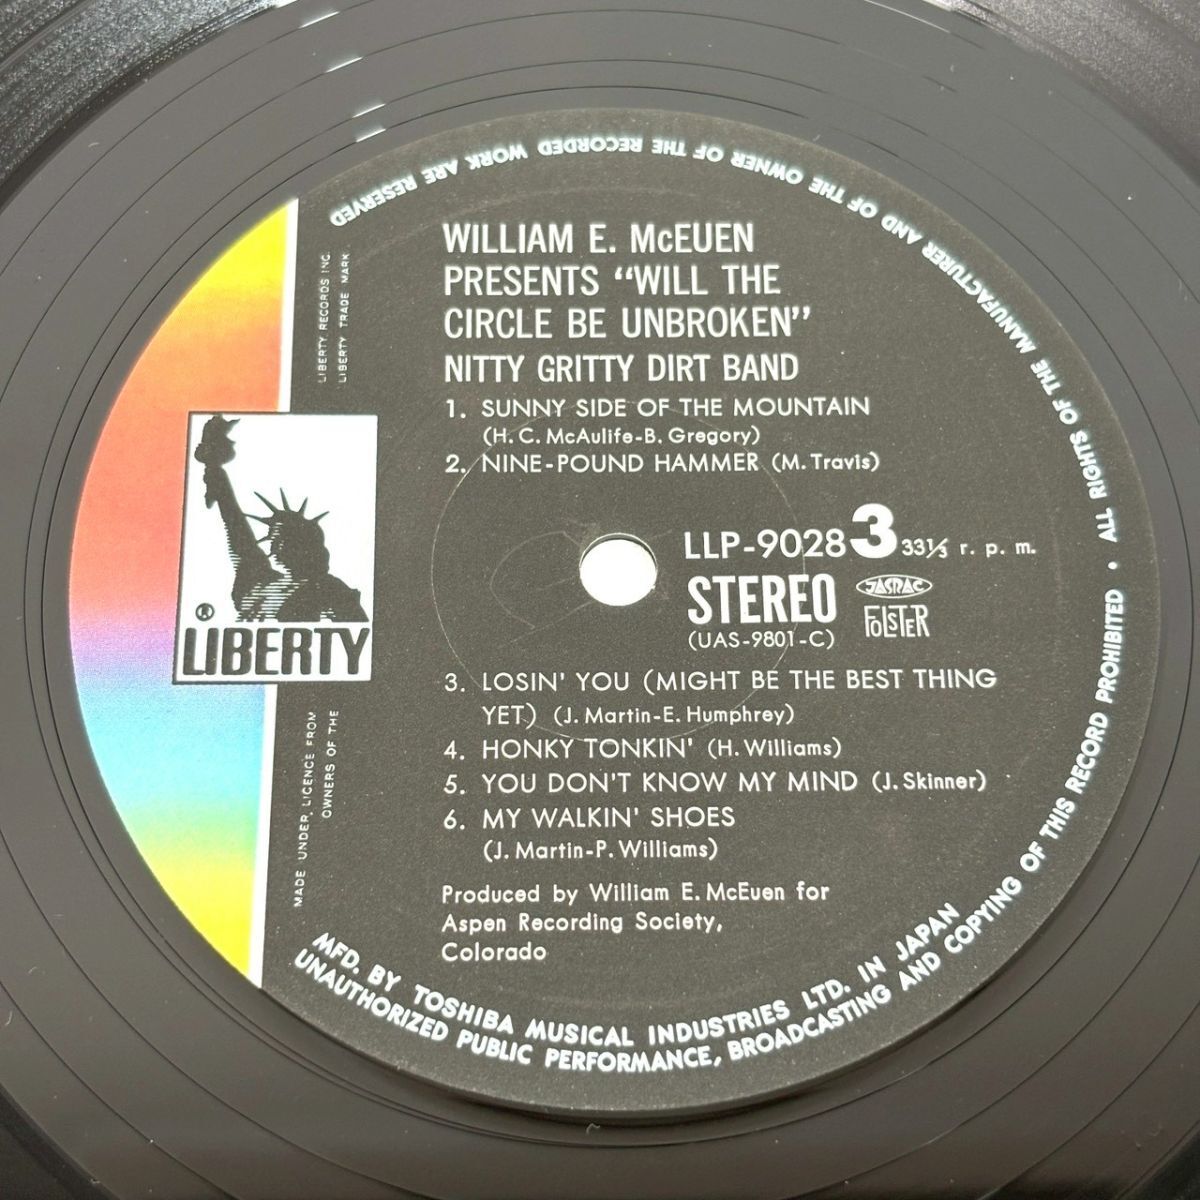 WILLIAM E. McEUEN
PRESENTS “WILL THE
CIRCLE BE UNBROKEN”
NITTY GRITTY DIRT BAND
1. SUNNY SIDE OF THE MOUNTAIN
(H. C. McAulife-B. Gregory)
2. NINE-POUND HAMMER (M. Travis)
LLP-9028 3 33⅓ r. p. m.
STEREO JASRAC
(UAS-9801-C) FOLSTER
3. LOSIN' YOU (MIGHT BE THE BEST THING
YET) (J. Martin-E. Humphrey)
4. HONKY TONKIN' (H. Williams)
5. YOU DON'T KNOW MY MIND (J. Skinner)
6. MY WALKIN' SHOES
(J. Martin-P. Williams)
Produced by William E. McEuen for
Aspen Recording Society,
Colorado
LIBERTY RECORDS INC.
LIBERTY TRADE MARK
®
LIBERTY
MADE UNDER, LICENCE FROM
OWNERS OF THE
MFD. BY TOSHIBA MUSICAL INDUSTRIES LTD. IN JAPAN
UNAUTHORIZED PUBLIC PERFORMANCE, BROADCASTING AND COPYING OF THIS RECORD PROHIBITED • ALL RIGHTS OF THE MANUFACTURER AND OF THE OWNER OF THE RECORDED WORK ARE RESERVED